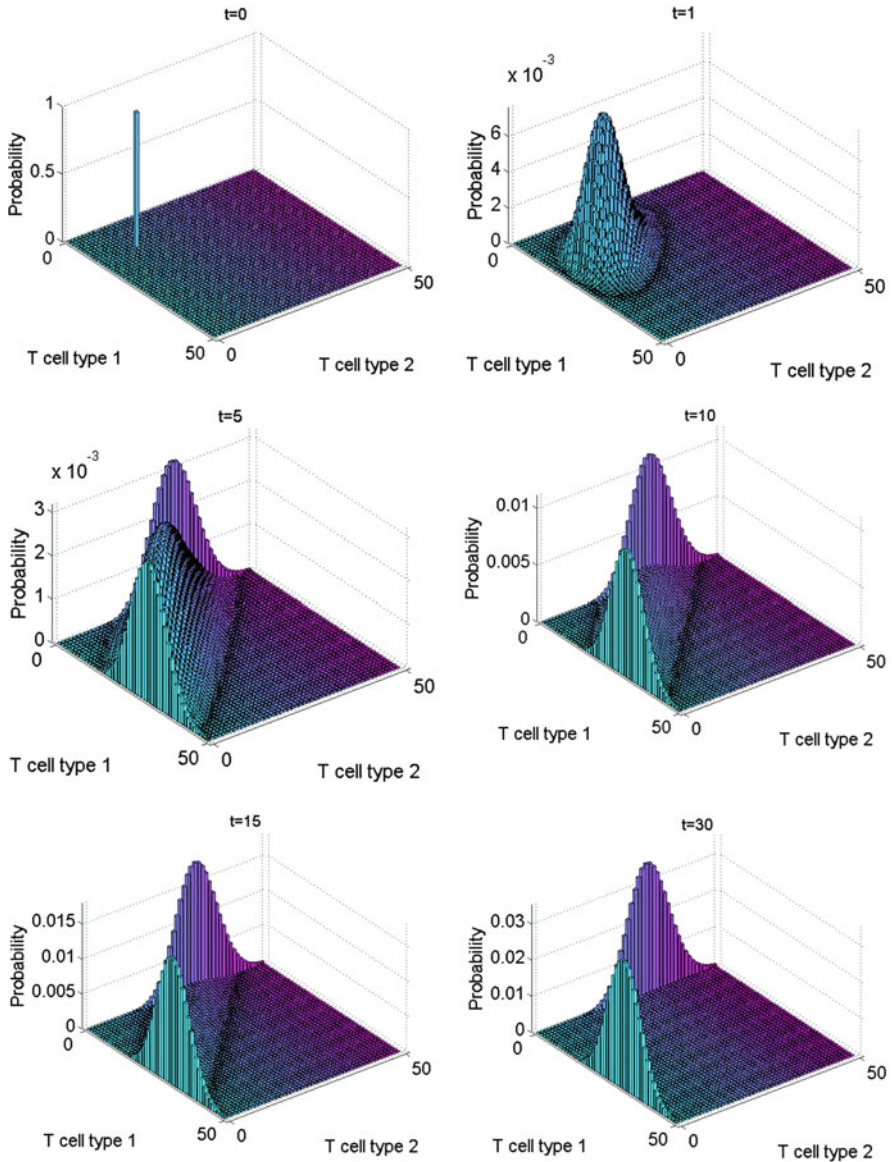 t=0
Probability
1
0.5
0
0
50
50
0
T cell type 1
T cell type 2
t=1
x 10^-3
Probability
6
4
2
0
0
50
50
0
T cell type 1
T cell type 2
t=5
x 10^-3
Probability
3
2
1
0
0
50
50
0
T cell type 1
T cell type 2
t=10
Probability
0.01
0.005
0
0
50
50
0
T cell type 1
T cell type 2
t=15
Probability
0.015
0.01
0.005
0
0
50
50
0
T cell type 1
T cell type 2
t=30
Probability
0.03
0.02
0.01
0
0
50
50
0
T cell type 1
T cell type 2